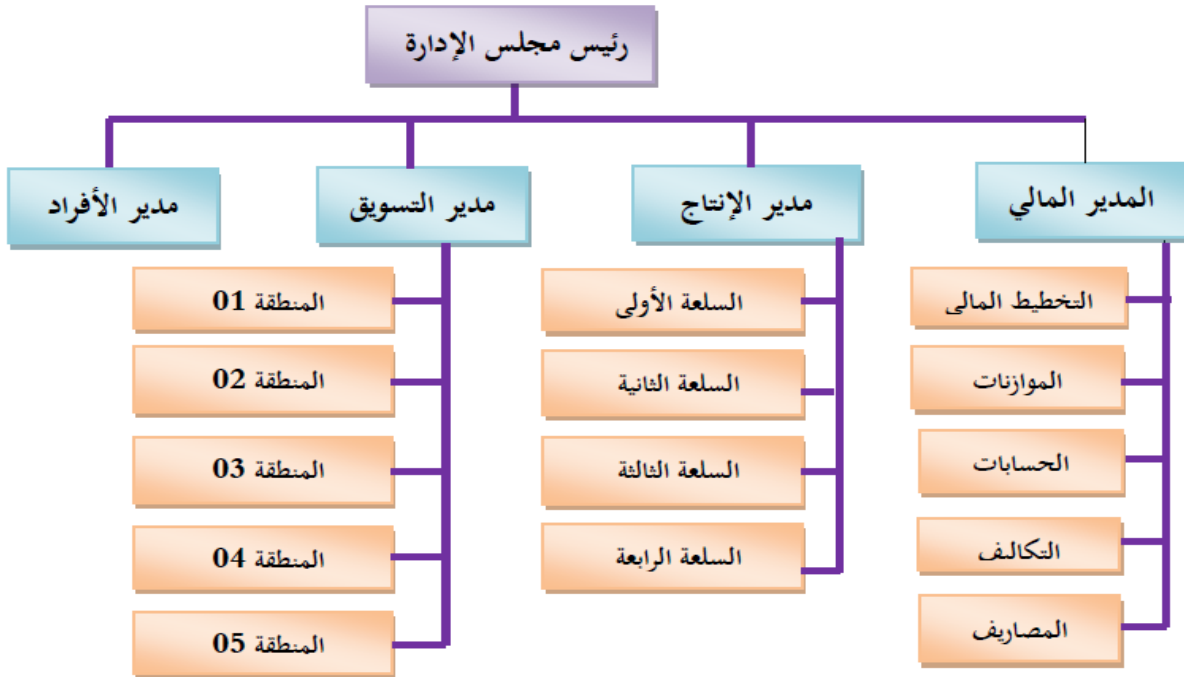 رئيس مجلس الإدارة
المدير المالي
مدير الإنتاج
مدير التسويق
مدير الأفراد
التخطيط المالى
الموازنات
الحسابات
التكاليف
المصاريف
السلعة الأولى
السلعة الثانية
السلعة الثالثة
السلعة الرابعة
المنطقة 01
المنطقة 02
المنطقة 03
المنطقة 04
المنطقة 05